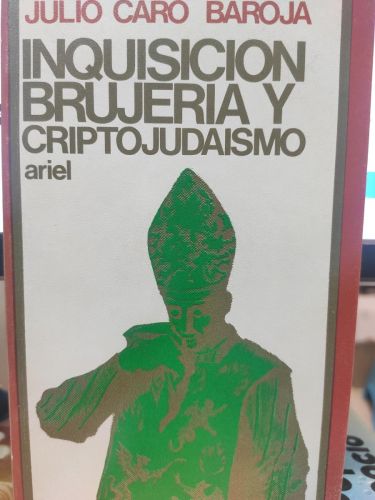 JULIO CARO BAROJA
INQUISICION
BRUJERIA Y
CRIPTOJUDAISMO
ariel